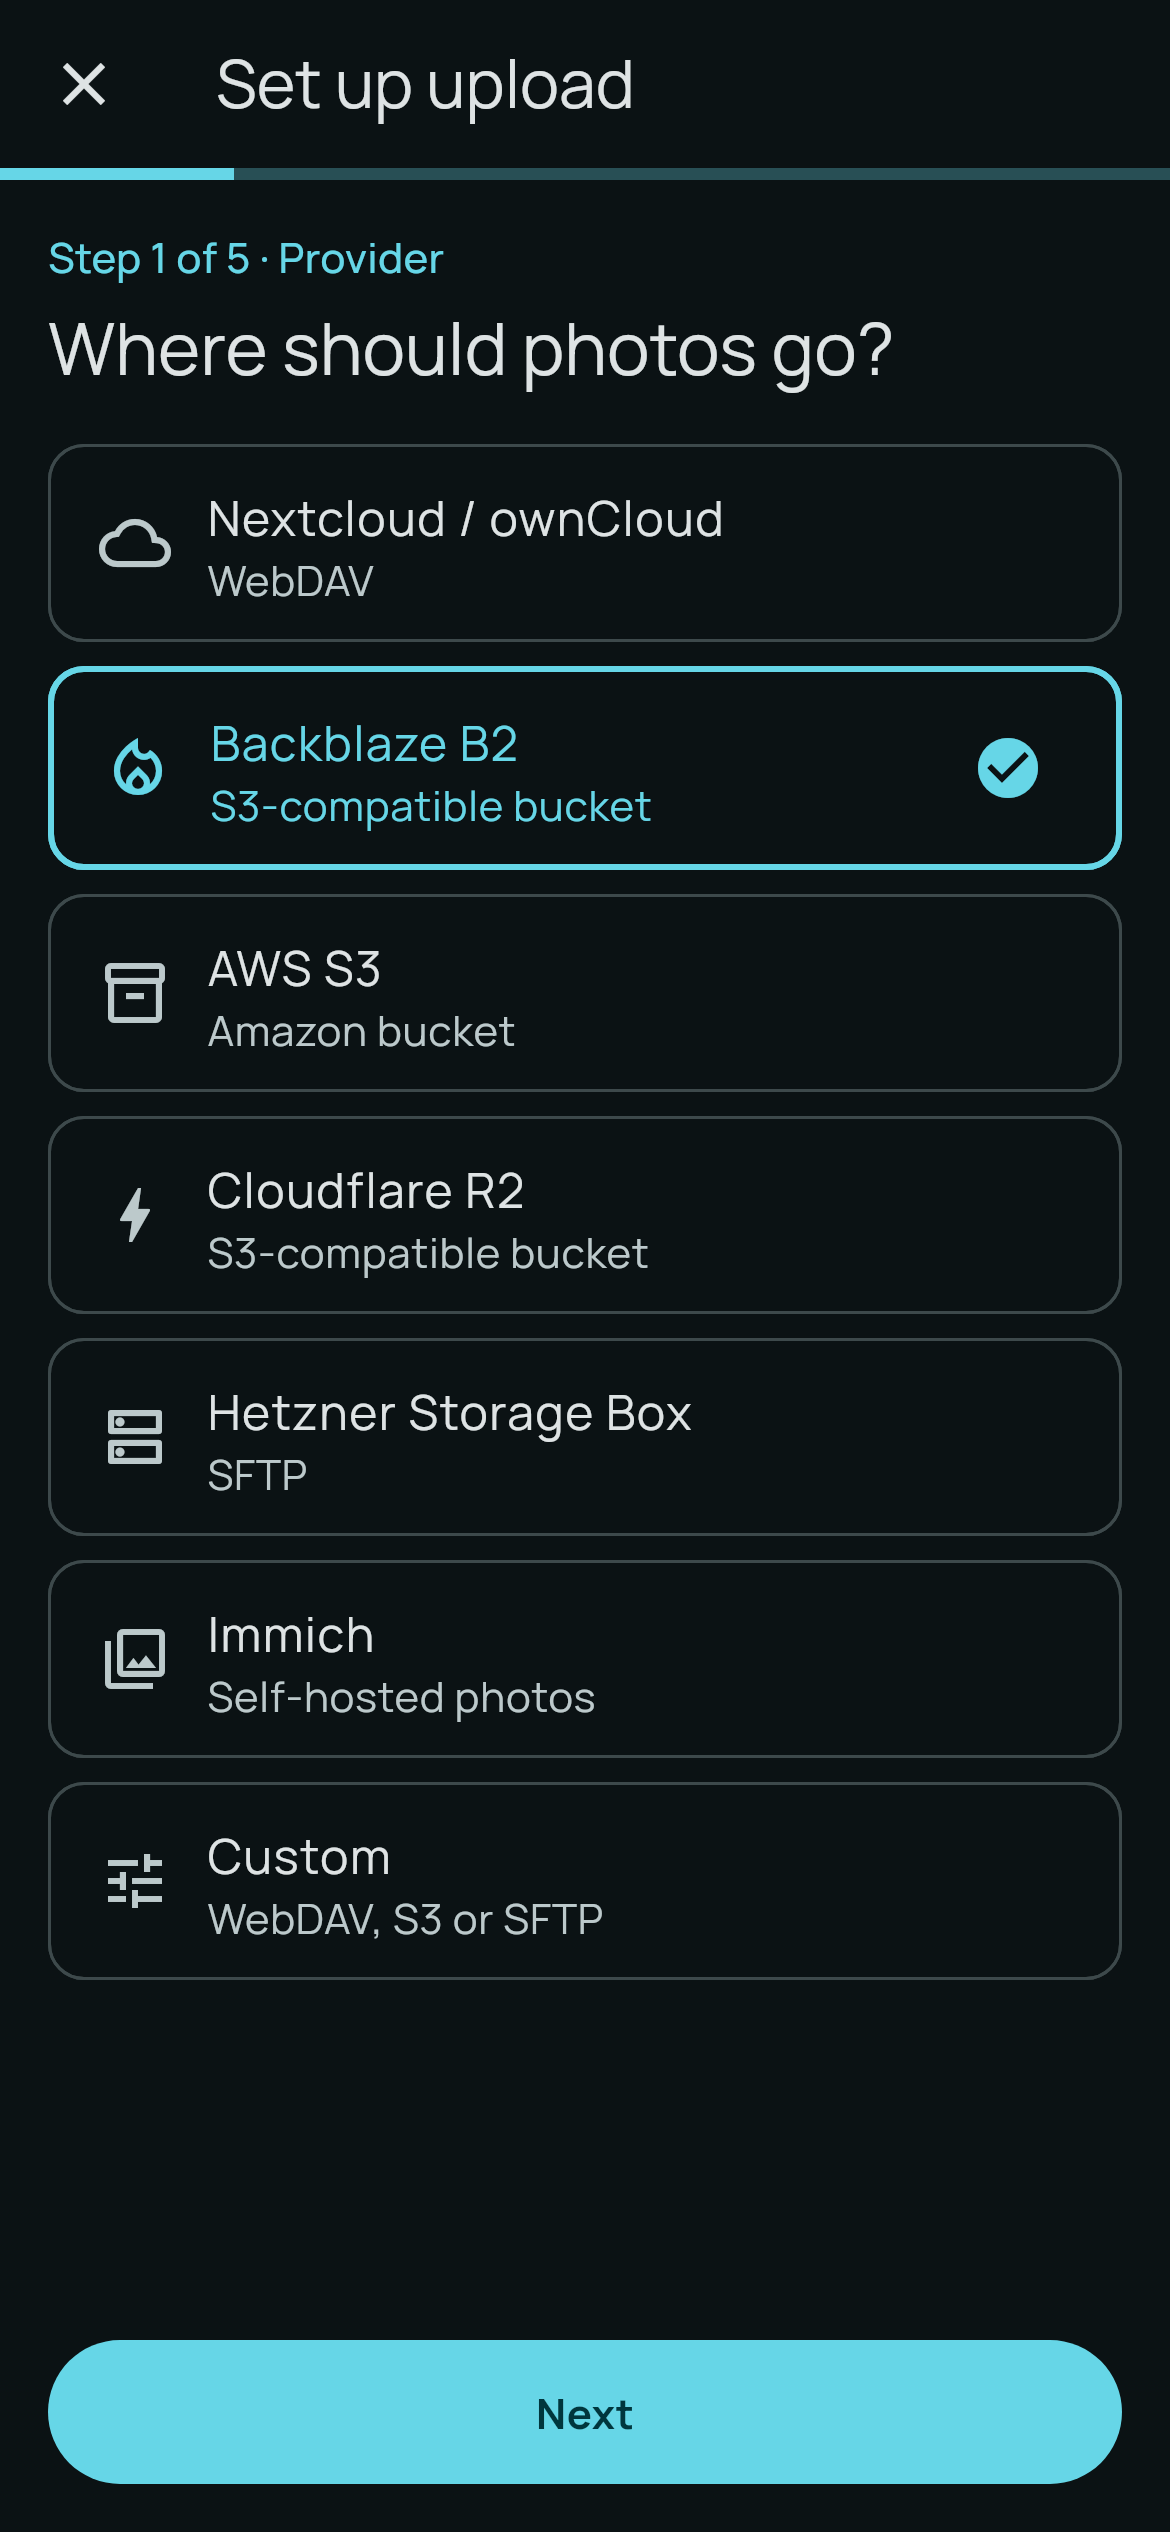 Set up upload
Step 1 of 5 · Provider
Where should photos go?
Nextcloud / ownCloud
WebDAV
Backblaze B2
S3-compatible bucket
AWS S3
Amazon bucket
Cloudflare R2
S3-compatible bucket
Hetzner Storage Box
SFTP
Immich
Self-hosted photos
Custom
WebDAV, S3 or SFTP
Next